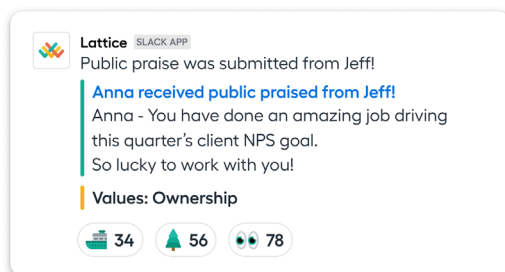 Lattice SLACK APP
Public praise was submitted from Jeff!
Anna received public praised from Jeff!
Anna - You have done an amazing job driving
this quarter's client NPS goal.
So lucky to work with you!
Values: Ownership
34 56 78